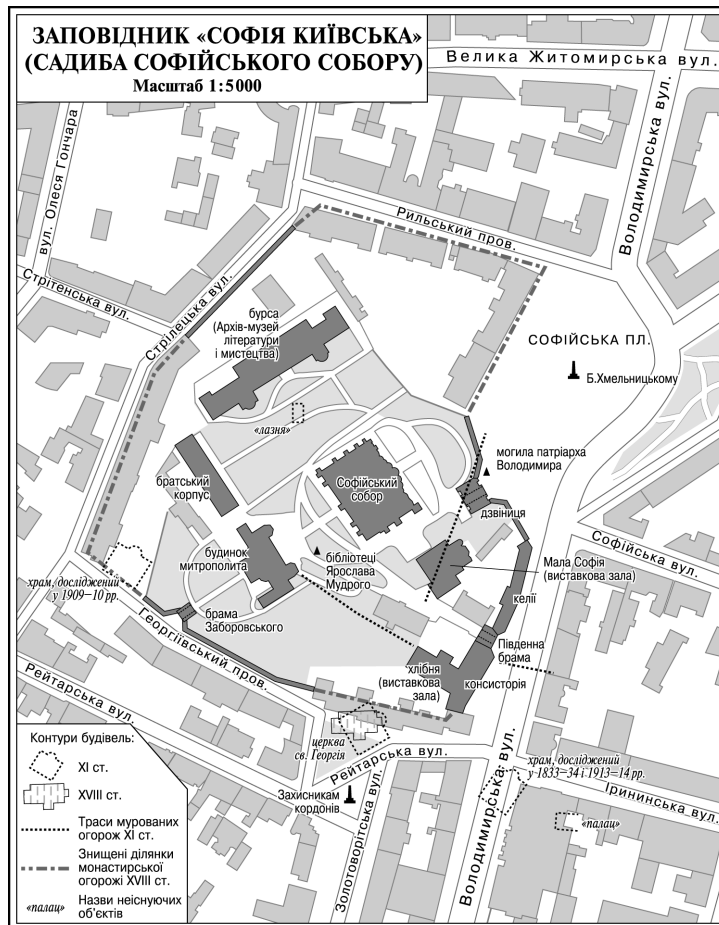 ЗАПОВІДНИК «СОФІЯ КИЇВСЬКА»
(САДИБА СОФІЙСЬКОГО СОБОРУ)
Масштаб 1:5000
Велика Житомирська вул.
Володимирська вул.
вул. Олеся Гончара
Рильський пров.
Стрітенська вул.
Стрілецька вул.
бурса
(Архів-музей
літератури
і мистецтва)
СОФІЙСЬКА ПЛ.
Б.Хмельницькому
«лазня»
могила патріарха
Володимира
братський
корпус
Софійський
собор
дзвіниця
Софійська вул.
будинок
митрополита
бібліотеці
Ярослава
Мудрого
Мала Софія
(виставкова зала)
храм, досліджений
у 1909–10 рр.
келії
брама
Заборовського
Георгіївський пров.
Південна
брама
хлібня
(виставкова
зала)
консисторія
Рейтарська вул.
церква
св. Георгія
Рейтарська вул.
храм, досліджений
у 1833–34 і 1913–14 рр.
Захисникам
кордонів
Ірининська вул.
«палац»
Золотоворітська вул.
Володимирська вул.
Контури будівель:
XI ст.
XVIII ст.
Траси мурованих
огорож XI ст.
Знищені ділянки
монастирської
огорожі XVIII ст.
«палац»
Назви неіснуючих
об'єктів